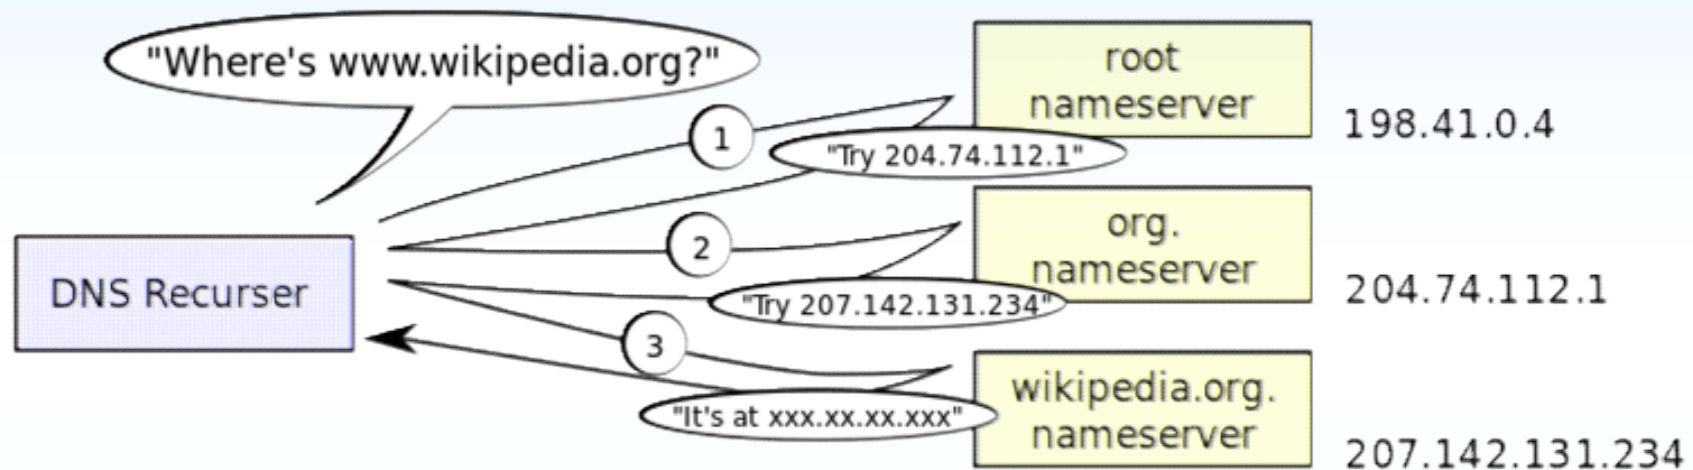 "Where's www.wikipedia.org?"
root
nameserver
198.41.0.4
1
"Try 204.74.112.1"
org.
nameserver
204.74.112.1
2
DNS Recurser
"Try 207.142.131.234"
3
wikipedia.org.
nameserver
207.142.131.234
"It's at xxx.xx.xx.xxx"